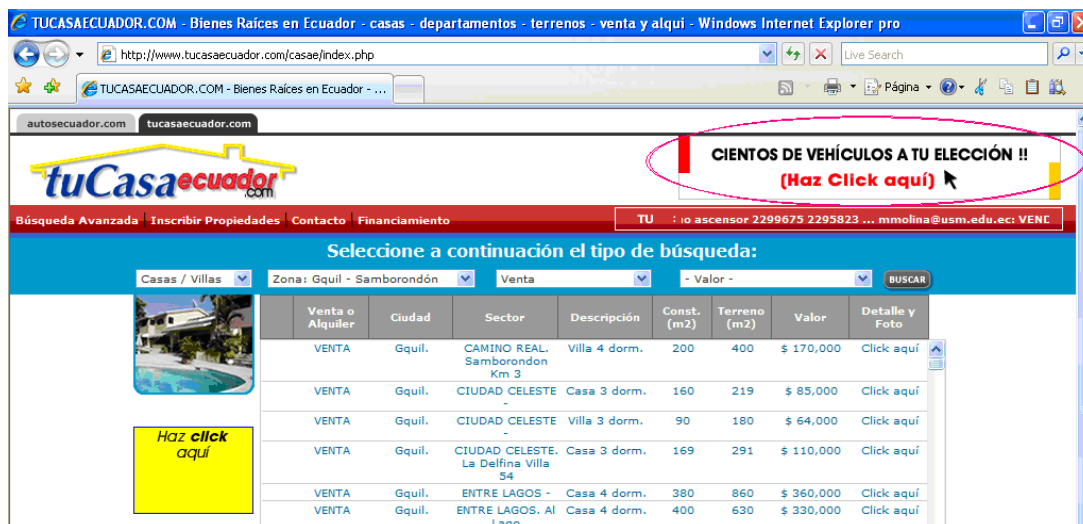 TUCASAECUADOR.COM - Bienes Raíces en Ecuador - casas - departamentos - terrenos - venta y alqui - Windows Internet Explorer pro
http://www.tucasaecuador.com/casae/index.php
Live Search
TUCASAECUADOR.COM - Bienes Raíces en Ecuador - ...
Página
autosecuador.com tucasaecuador.com
tuCasaecuador.com
CIENTOS DE VEHÍCULOS A TU ELECCIÓN !!
(Haz Click aquí)
Búsqueda Avanzada Inscribir Propiedades Contacto Financiamiento
TU ascensor 2299675 2295823 ... mmolina@usm.edu.ec: VEND
Seleccione a continuación el tipo de búsqueda:
Casas / Villas Zona: Gquil - Samborondón Venta - Valor - BUSCAR
Venta o Alquiler Ciudad Sector Descripción Const. (m2) Terreno (m2) Valor Detalle y Foto
VENTA Gquil. CAMINO REAL. Villa 4 dorm. 200 400 $ 170,000 Click aquí
Samborondon
Km 3
VENTA Gquil. CIUDAD CELESTE Casa 3 dorm. 160 219 $ 85,000 Click aquí
-
VENTA Gquil. CIUDAD CELESTE Villa 3 dorm. 90 180 $ 64,000 Click aquí
-
Haz click
aquí
VENTA Gquil. CIUDAD CELESTE. Casa 3 dorm. 169 291 $ 110,000 Click aquí
La Delfina Villa
54
VENTA Gquil. ENTRE LAGOS - Casa 4 dorm. 380 860 $ 360,000 Click aquí
VENTA Gquil. ENTRE LAGOS. Al Casa 4 dorm. 400 630 $ 330,000 Click aquí
Lago